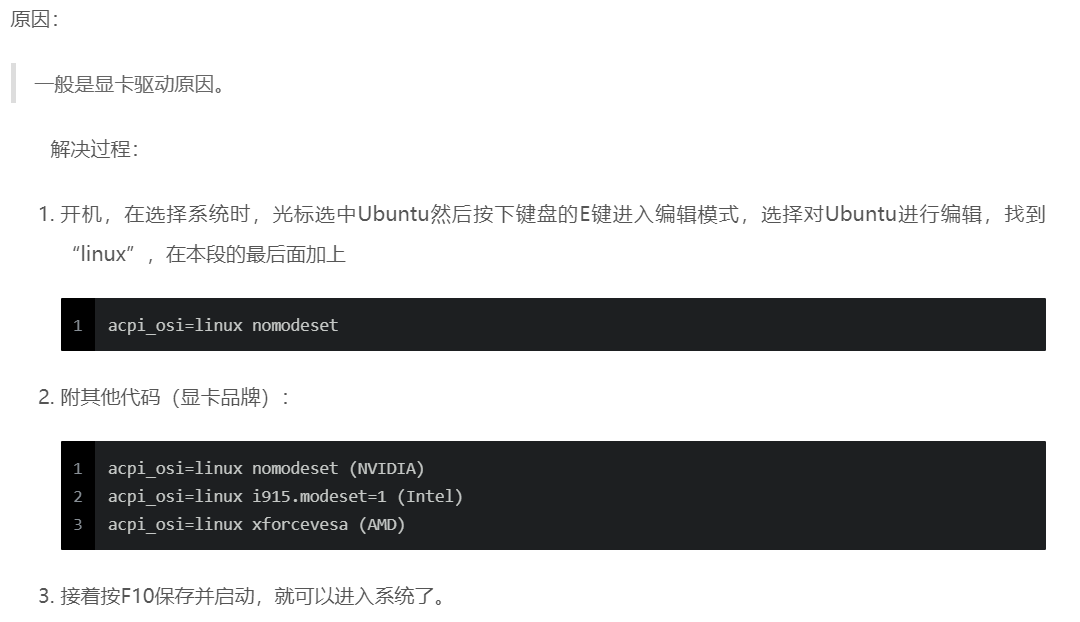 原因：
一般是显卡驱动原因。
解决过程：
1. 开机，在选择系统时，光标选中Ubuntu然后按下键盘的E键进入编辑模式，选择对Ubuntu进行编辑，找到
“linux”，在本段的最后面加上
1 acpi_osi=linux nomodeset
2. 附其他代码（显卡品牌）：
1 acpi_osi=linux nomodeset (NVIDIA)
2 acpi_osi=linux i915.modeset=1 (Intel)
3 acpi_osi=linux xforcevesa (AMD)
3. 接着按F10保存并启动，就可以进入系统了。